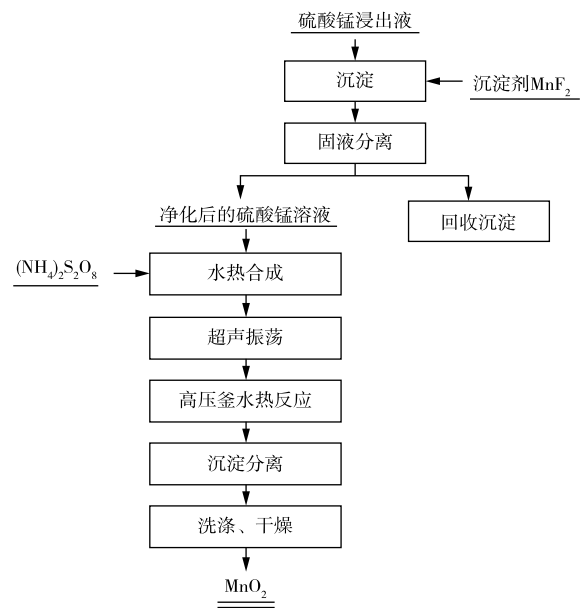 硫酸锰浸出液
沉淀
沉淀剂MnF₂
固液分离
净化后的硫酸锰溶液
回收沉淀
(NH₄)₂S₂O₈
水热合成
超声振荡
高压釜水热反应
沉淀分离
洗涤、干燥
MnO₂